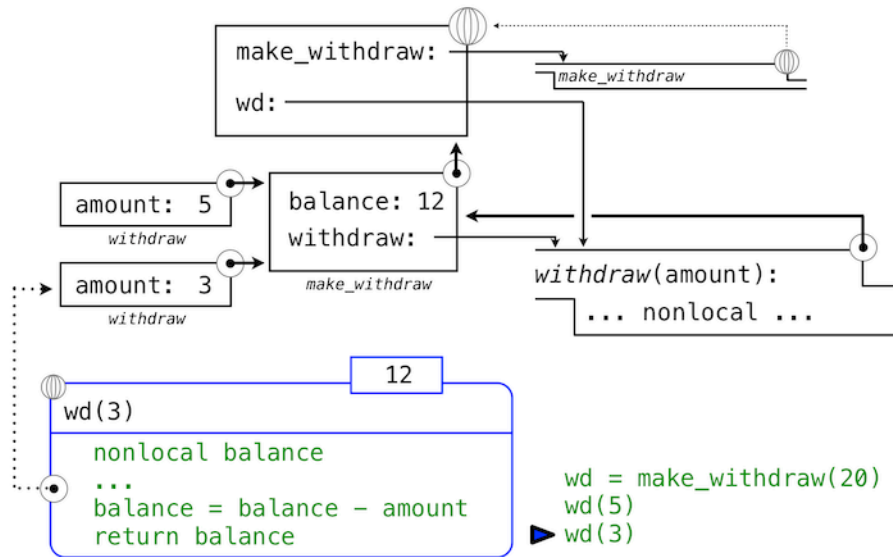 make_withdraw:
make_withdraw
wd:
amount: 5
withdraw
balance: 12
withdraw:
make_withdraw
amount: 3
withdraw
withdraw(amount):
... nonlocal ...
12
wd(3)
nonlocal balance
...
balance = balance – amount
return balance
wd = make_withdraw(20)
wd(5)
wd(3)